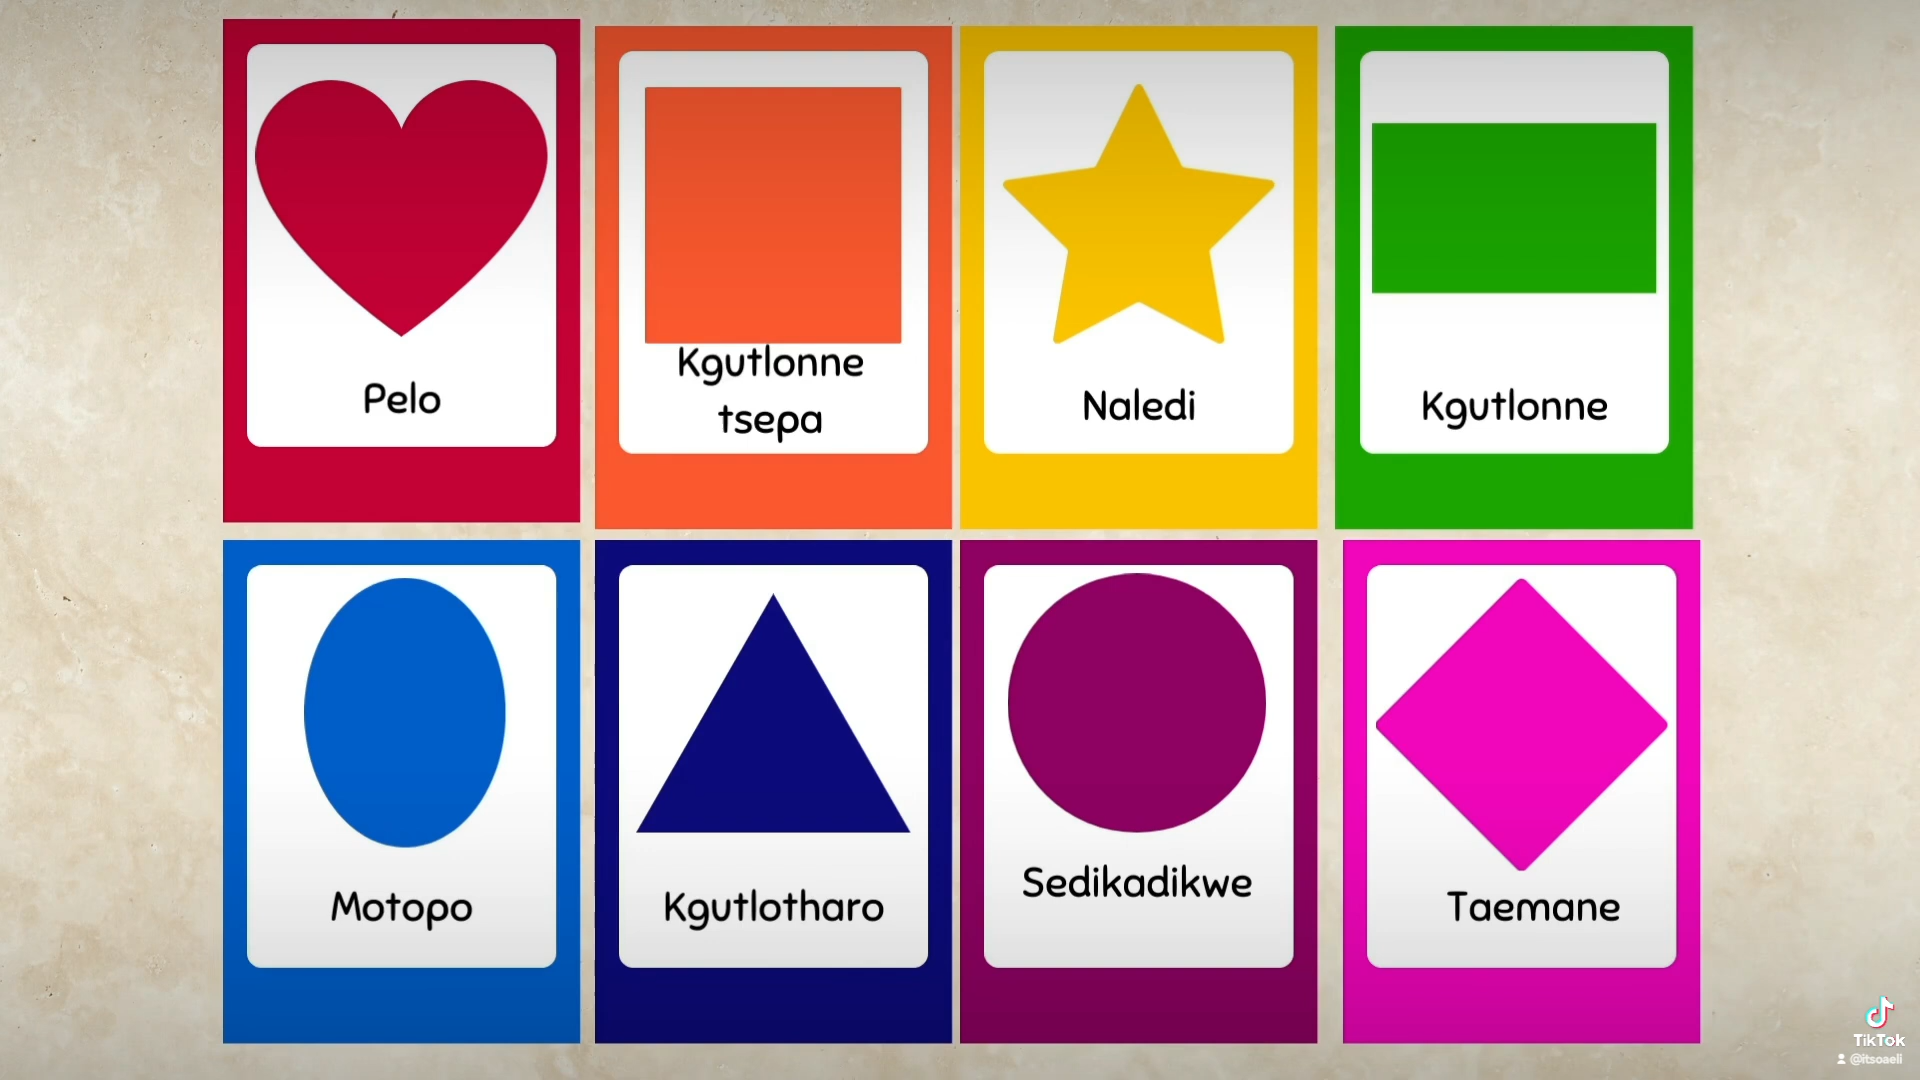 Pelo
Kgutlonne
tsepa
Naledi
Kgutlonne
Motopo
Kgutlotharo
Sedikadikwe
Taemane
TikTok
@itsoaeli